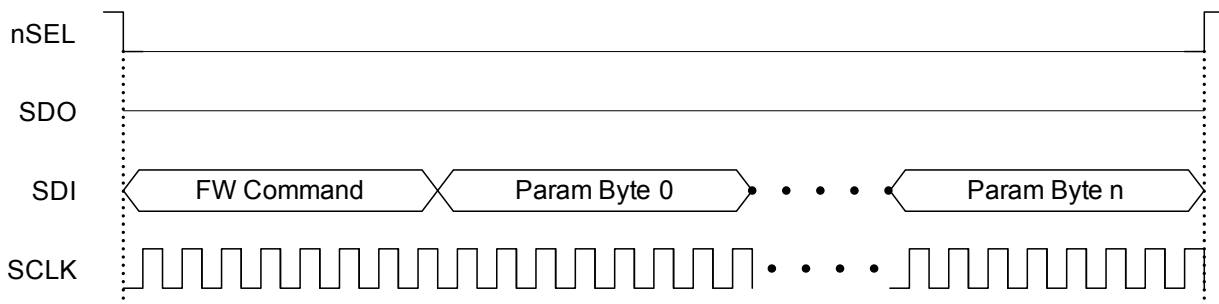 nSEL
SDO
SDI FW Command Param Byte 0 Param Byte n
SCLK